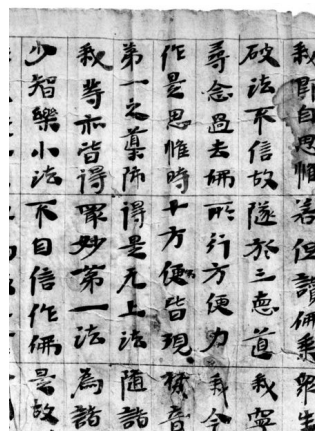 我即自思惟 若但讚佛乘 眾生
破法不信故 隧於三惡道 我寧
尋念過去佛 所行方便力 我今
作是思惟時 十方便皆現 梵音
第一之導師 得是无上法 隨諸
我等亦皆得 最妙第一法 為諸
少智樂小法 不自信作佛 是故